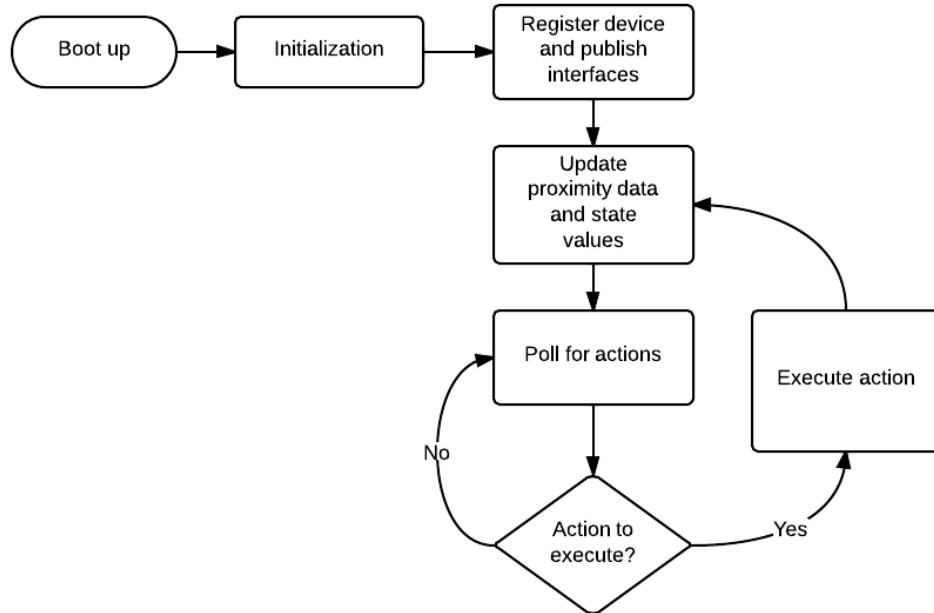 Boot up
Initialization
Register device
and publish
interfaces
Update
proximity data
and state
values
Poll for actions
Execute action
No
Yes
Action to
execute?